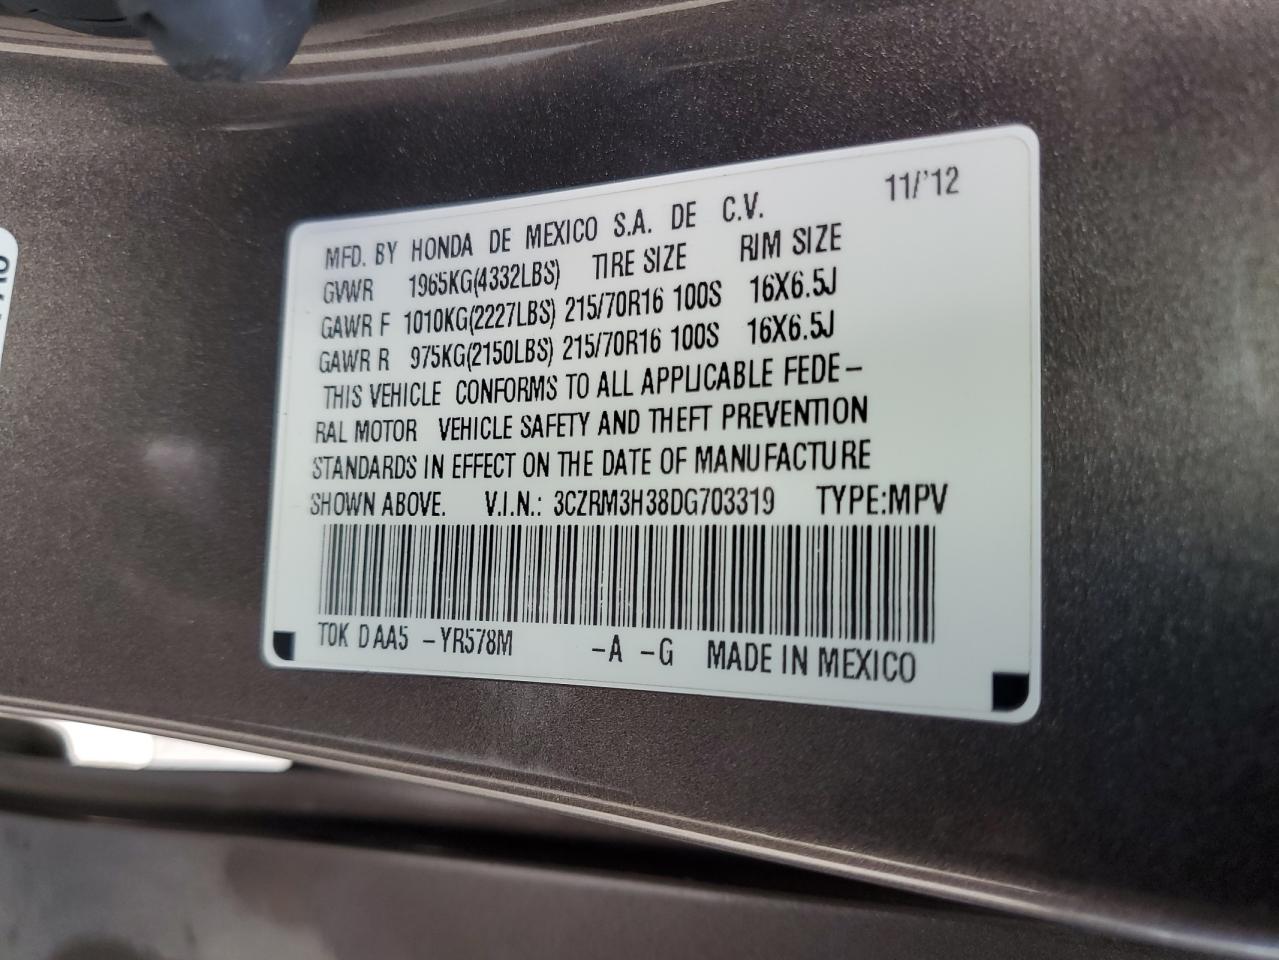 11/'12
MFD. BY HONDA DE MEXICO S.A. DE C.V.
GVWR 1965KG(4332LBS) TIRE SIZE RIM SIZE
GAWR F 1010KG(2227LBS) 215/70R16 100S 16X6.5J
GAWR R 975KG(2150LBS) 215/70R16 100S 16X6.5J
THIS VEHICLE CONFORMS TO ALL APPLICABLE FEDE-
RAL MOTOR VEHICLE SAFETY AND THEFT PREVENTION
STANDARDS IN EFFECT ON THE DATE OF MANUFACTURE
SHOWN ABOVE. V.I.N.: 3CZRM3H38DG703319 TYPE:MPV
T0K DAA5 -YR578M -A -G MADE IN MEXICO